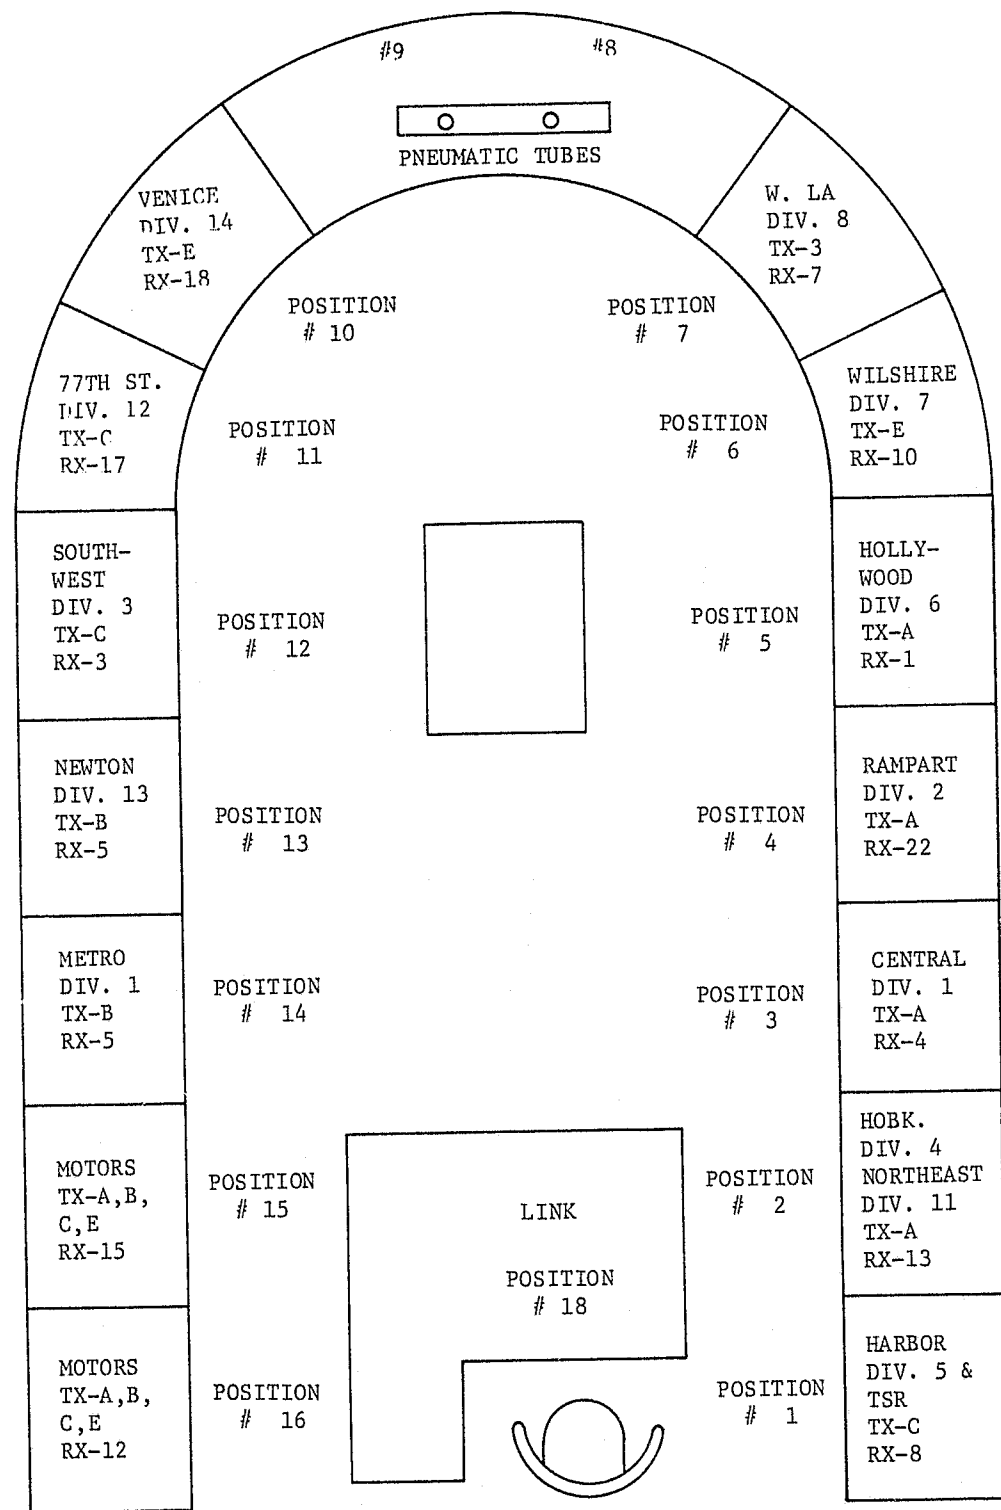 #9
#8
PNEUMATIC TUBES
VENICE
DIV. 14
TX-E
RX-18
W. LA
DIV. 8
TX-3
RX-7
POSITION
# 10
POSITION
# 7
77TH ST.
DIV. 12
TX-C
RX-17
WILSHIRE
DIV. 7
TX-E
RX-10
POSITION
# 11
POSITION
# 6
SOUTH-
WEST
DIV. 3
TX-C
RX-3
HOLLY-
WOOD
DIV. 6
TX-A
RX-1
POSITION
# 12
POSITION
# 5
NEWTON
DIV. 13
TX-B
RX-5
RAMPART
DIV. 2
TX-A
RX-22
POSITION
# 13
POSITION
# 4
METRO
DIV. 1
TX-B
RX-5
CENTRAL
DIV. 1
TX-A
RX-4
POSITION
# 14
POSITION
# 3
MOTORS
TX-A,B,
C,E
RX-15
HOBK.
DIV. 4
NORTHEAST
DIV. 11
TX-A
RX-13
POSITION
# 15
POSITION
# 2
LINK
POSITION
# 18
MOTORS
TX-A,B,
C,E
RX-12
HARBOR
DIV. 5 &
TSR
TX-C
RX-8
POSITION
# 16
POSITION
# 1